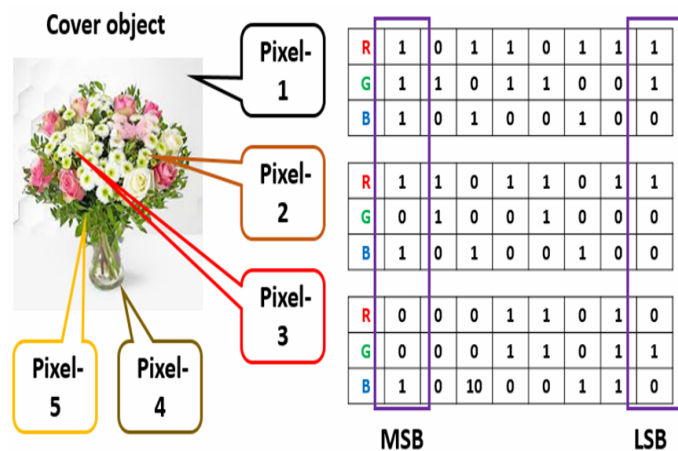 Cover object
Pixel-
1
Pixel-
2
Pixel-
3
Pixel-
5
Pixel-
4
R 1 0 1 1 0 1 1 1
G 1 1 0 1 1 0 0 1
B 1 0 1 0 0 1 0 0
R 1 1 0 1 1 0 1 1
G 0 1 0 0 1 0 0 0
B 1 0 1 0 0 1 0 0
R 0 0 0 1 1 0 1 0
G 0 0 0 1 1 0 1 1
B 1 0 10 0 0 1 1 0
MSB LSB